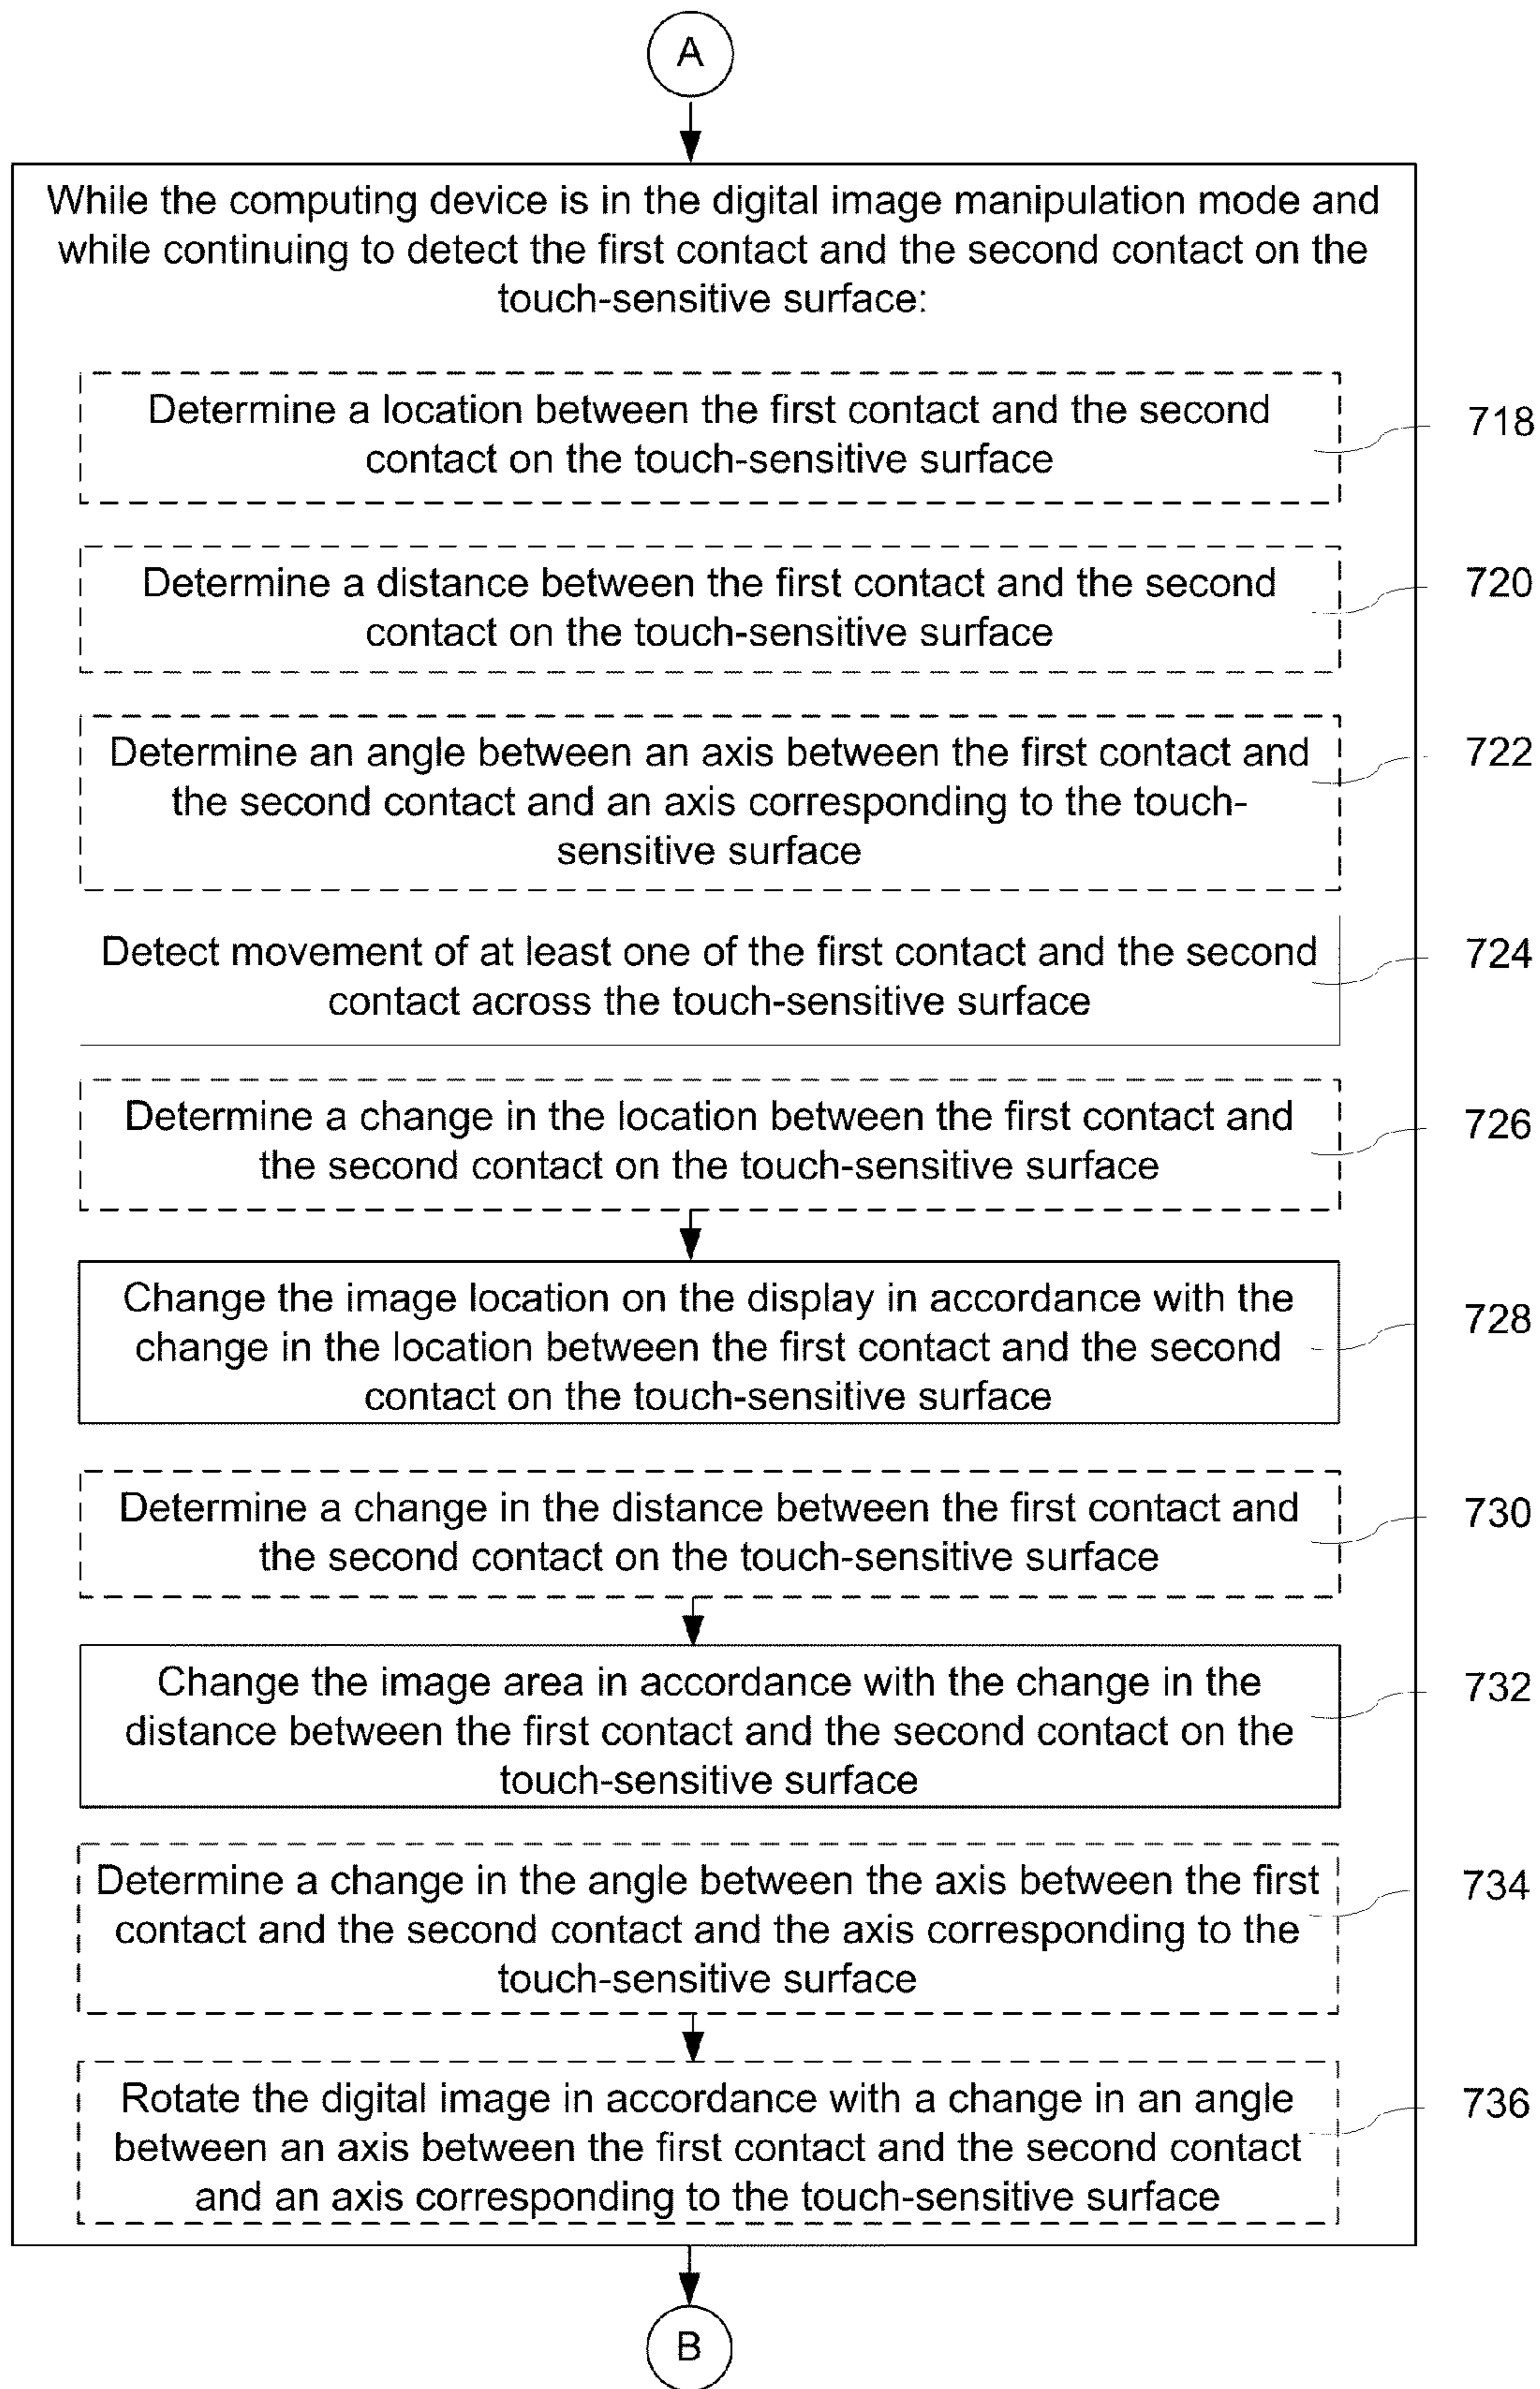 A
While the computing device is in the digital image manipulation mode and
while continuing to detect the first contact and the second contact on the
touch-sensitive surface:
Determine a location between the first contact and the second
contact on the touch-sensitive surface
718
Determine a distance between the first contact and the second
contact on the touch-sensitive surface
720
Determine an angle between an axis between the first contact and
the second contact and an axis corresponding to the touch-
sensitive surface
722
Detect movement of at least one of the first contact and the second
contact across the touch-sensitive surface
724
Determine a change in the location between the first contact and
the second contact on the touch-sensitive surface
726
Change the image location on the display in accordance with the
change in the location between the first contact and the second
contact on the touch-sensitive surface
728
Determine a change in the distance between the first contact and
the second contact on the touch-sensitive surface
730
Change the image area in accordance with the change in the
distance between the first contact and the second contact on the
touch-sensitive surface
732
Determine a change in the angle between the axis between the first
contact and the second contact and the axis corresponding to the
touch-sensitive surface
734
Rotate the digital image in accordance with a change in an angle
between an axis between the first contact and the second contact
and an axis corresponding to the touch-sensitive surface
736
B